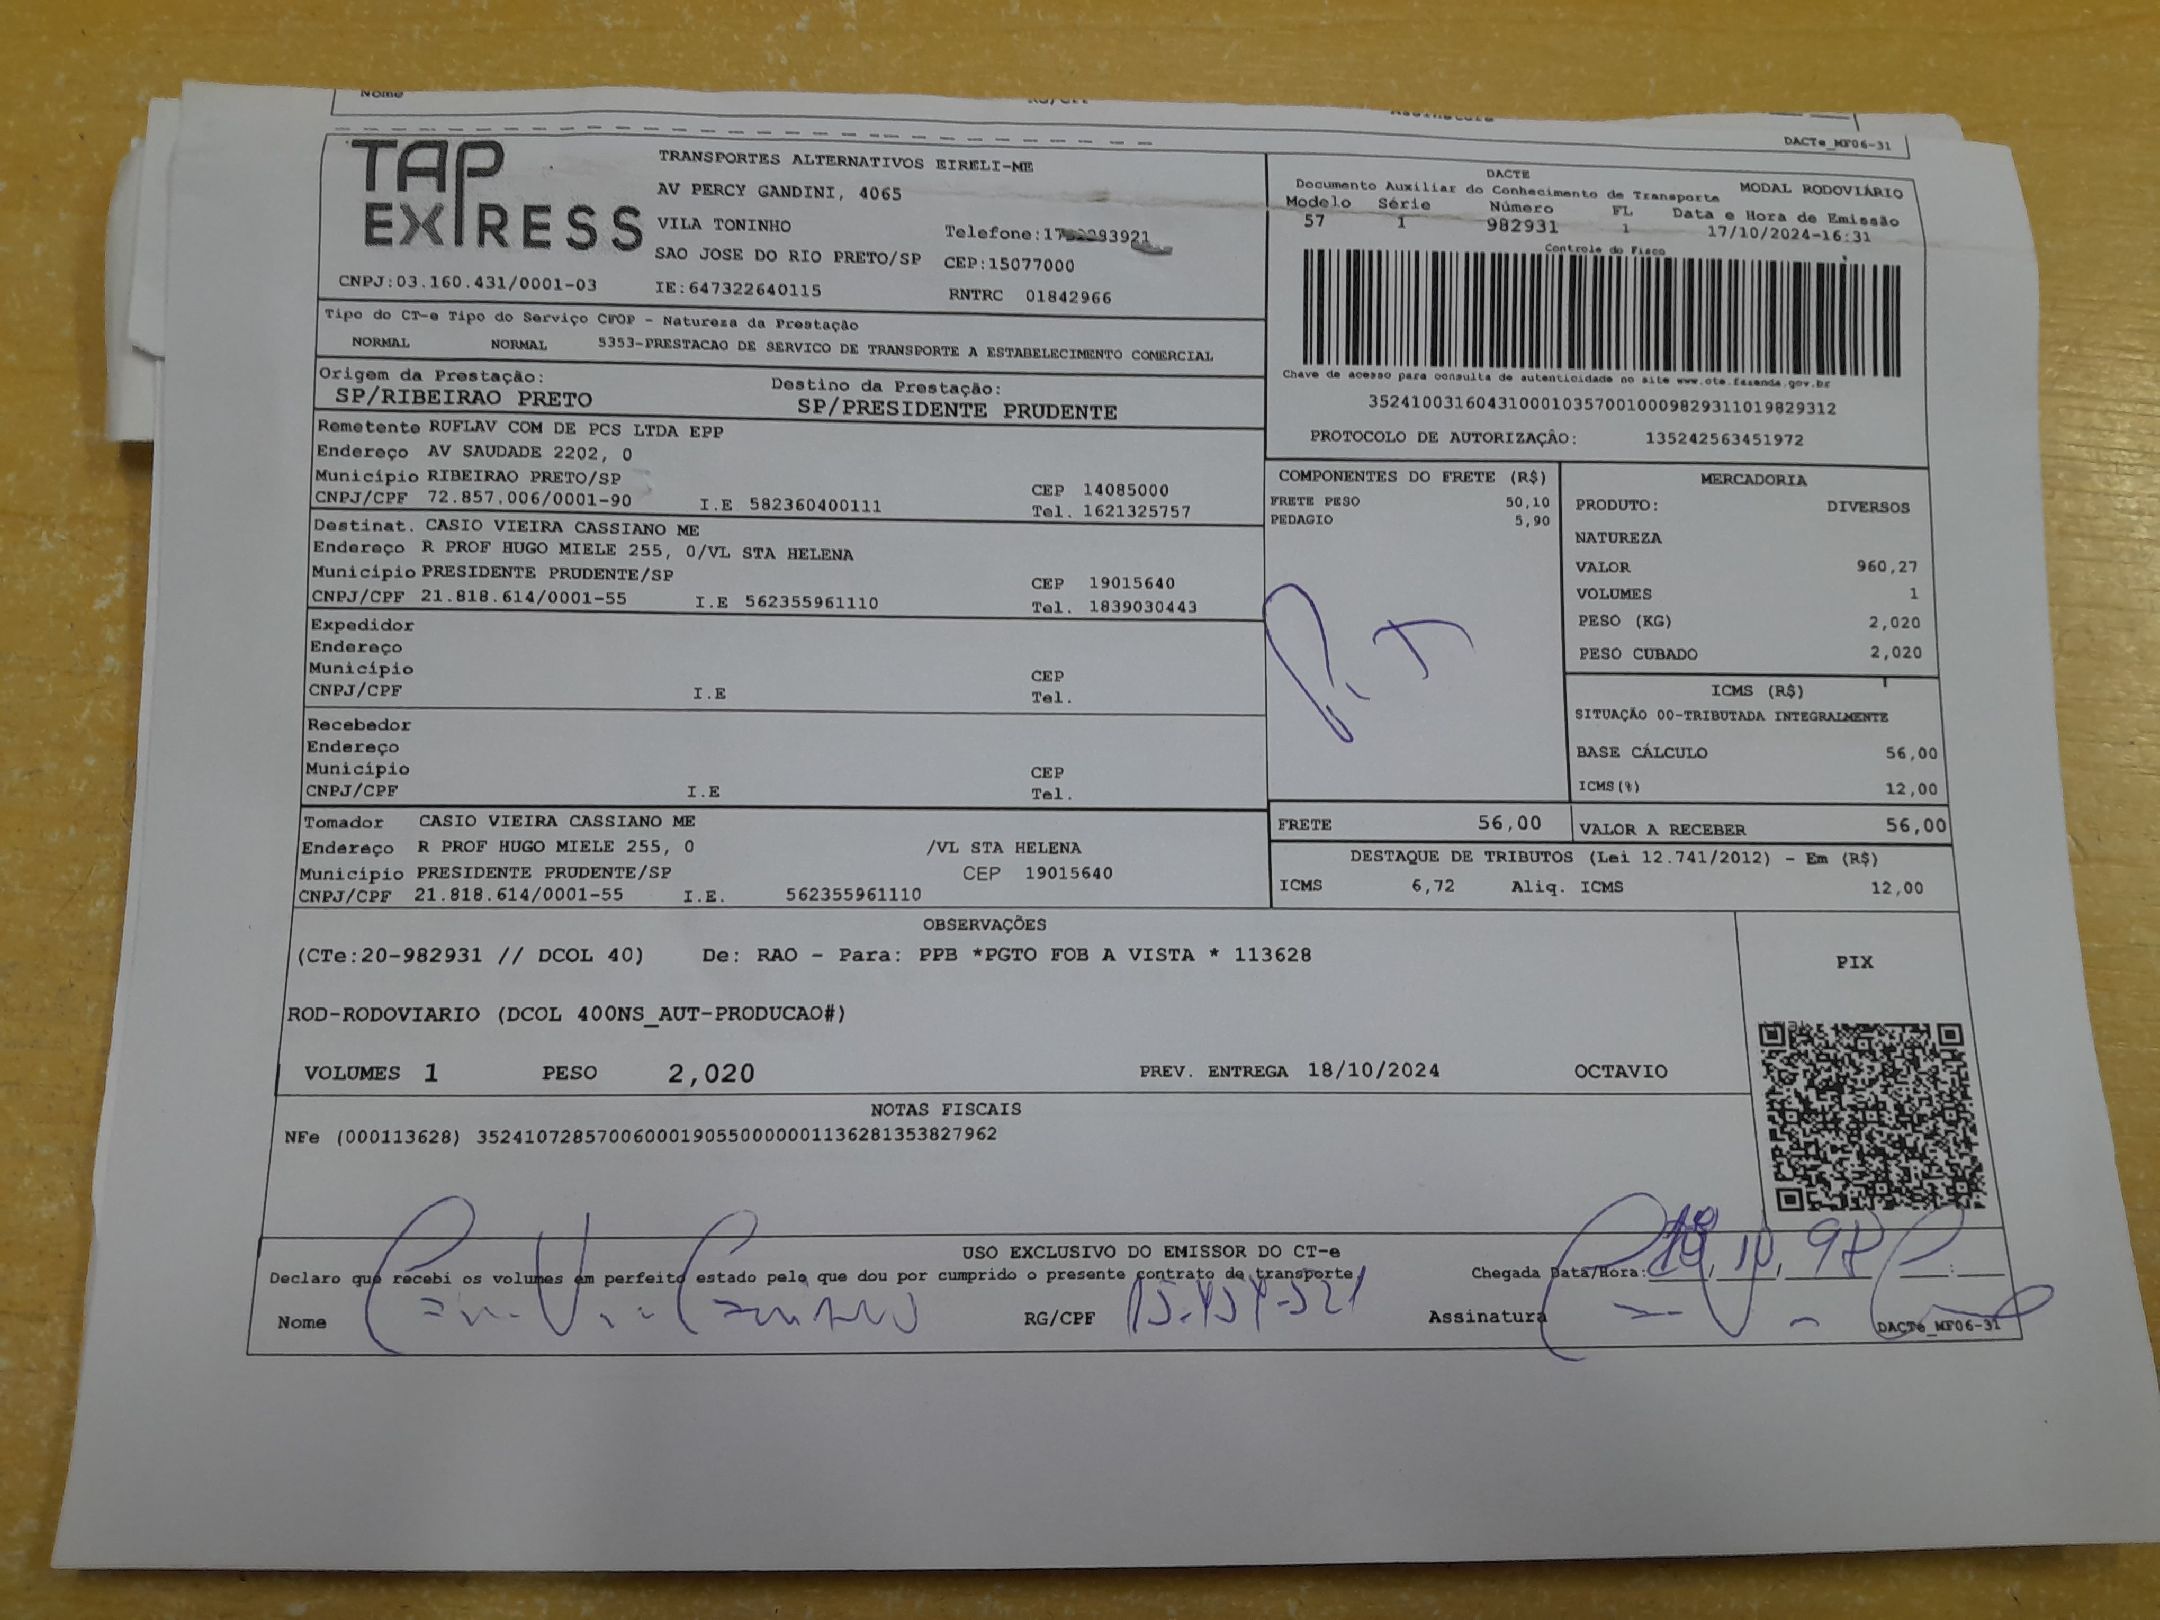 Nome
DACTe_MF06-31
TAP EXPRESS
TRANSPORTES ALTERNATIVOS EIRELI-ME
AV PERCY GANDINI, 4065
VILA TONINHO
Telefone:
SAO JOSE DO RIO PRETO/SP CEP:15077000
CNPJ:03.160.431/0001-03 IE:647322640115 RNTRC 01842966
DACTE MODAL RODOVIÁRIO
Documento Auxiliar do Conhecimento de Transporte
Modelo Série Número FL Data e Hora de Emissão
57 1 982931 1 17/10/2024-16:31
Controle do Fisco
Chave de acesso para consulta de autenticidade no site www.cte.fazenda.gov.br
35241003160431000103570010009829311019829312
PROTOCOLO DE AUTORIZAÇÃO: 135242563451972
Tipo do CT-e Tipo do Serviço CFOP - Natureza da Prestação
NORMAL NORMAL 5353-PRESTACAO DE SERVICO DE TRANSPORTE A ESTABELECIMENTO COMERCIAL
Origem da Prestação: Destino da Prestação:
SP/RIBEIRAO PRETO SP/PRESIDENTE PRUDENTE
Remetente RUFLAV COM DE PCS LTDA EPP
Endereço AV SAUDADE 2202, 0
Município RIBEIRAO PRETO/SP CEP 14085000
CNPJ/CPF 72.857.006/0001-90 I.E 582360400111 Tel. 1621325757
Destinat. CASIO VIEIRA CASSIANO ME
Endereço R PROF HUGO MIELE 255, 0/VL STA HELENA
Município PRESIDENTE PRUDENTE/SP CEP 19015640
CNPJ/CPF 21.818.614/0001-55 I.E 562355961110 Tel. 1839030443
Expedidor
Endereço
Município CEP
CNPJ/CPF I.E Tel.
Recebedor
Endereço
Município CEP
CNPJ/CPF I.E Tel.
Tomador CASIO VIEIRA CASSIANO ME
Endereço R PROF HUGO MIELE 255, 0 /VL STA HELENA
Município PRESIDENTE PRUDENTE/SP CEP 19015640
CNPJ/CPF 21.818.614/0001-55 I.E. 562355961110
COMPONENTES DO FRETE (R$)
FRETE PESO 50,10
PEDAGIO 5,90
MERCADORIA
PRODUTO: DIVERSOS
NATUREZA
VALOR 960,27
VOLUMES 1
PESO (KG) 2,020
PESO CUBADO 2,020
ICMS (R$)
SITUAÇÃO 00-TRIBUTADA INTEGRALMENTE
BASE CÁLCULO 56,00
ICMS(%) 12,00
FRETE 56,00 VALOR A RECEBER 56,00
DESTAQUE DE TRIBUTOS (Lei 12.741/2012) - Em (R$)
ICMS 6,72 Aliq. ICMS 12,00
OBSERVAÇÕES
(CTe:20-982931 // DCOL 40) De: RAO - Para: PPB *PGTO FOB A VISTA * 113628
ROD-RODOVIARIO (DCOL 400NS_AUT-PRODUCAO#)
VOLUMES 1 PESO 2,020 PREV. ENTREGA 18/10/2024 OCTAVIO
PIX
NOTAS FISCAIS
NFe (000113628) 35241072857006000190550000001136281353827962
USO EXCLUSIVO DO EMISSOR DO CT-e
Declaro que recebi os volumes em perfeito estado pelo que dou por cumprido o presente contrato de transporte
Chegada Data/Hora:
Nome RG/CPF Assinatura
DACTe_MF06-31